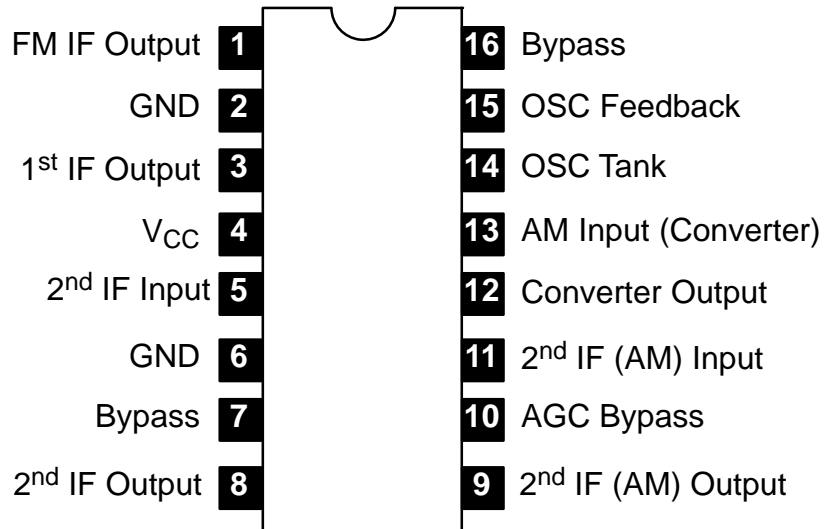 FM IF Output 1 16 Bypass
GND 2 15 OSC Feedback
1st IF Output 3 14 OSC Tank
VCC 4 13 AM Input (Converter)
2nd IF Input 5 12 Converter Output
GND 6 11 2nd IF (AM) Input
Bypass 7 10 AGC Bypass
2nd IF Output 8 9 2nd IF (AM) Output